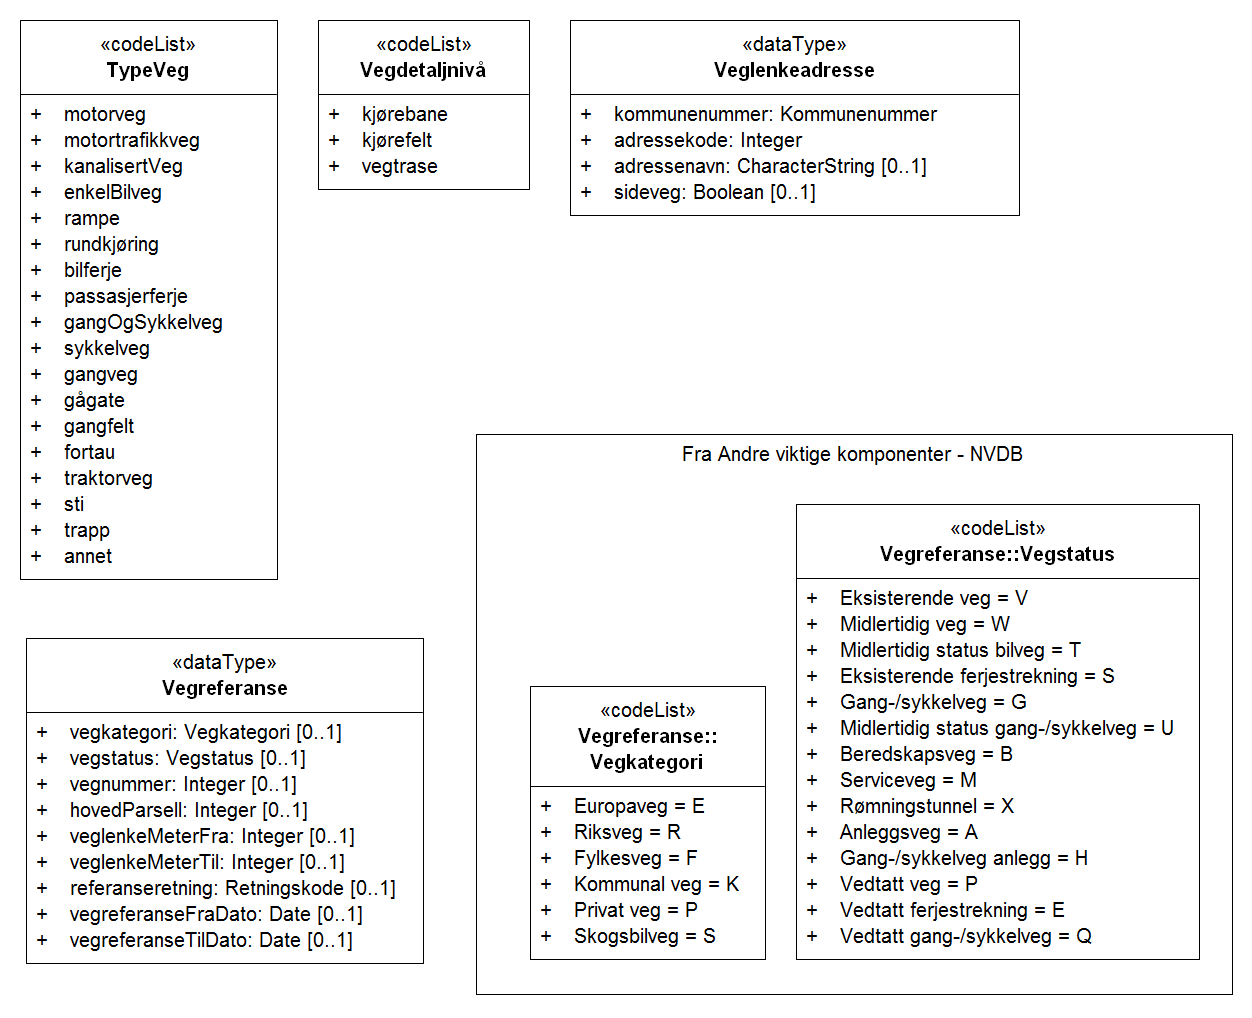 «codeList»
TypeVeg
+ motorveg
+ motortrafikkveg
+ kanalisertVeg
+ enkelBilveg
+ rampe
+ rundkjøring
+ bilferje
+ passasjerferje
+ gangOgSykkelveg
+ sykkelveg
+ gangveg
+ gågate
+ gangfelt
+ fortau
+ traktorveg
+ sti
+ trapp
+ annet
«codeList»
Vegdetaljnivå
+ kjørebane
+ kjørefelt
+ vegtrase
«dataType»
Veglenkeadresse
+ kommunenummer: Kommunenummer
+ adressekode: Integer
+ adressenavn: CharacterString [0..1]
+ sideveg: Boolean [0..1]
«dataType»
Vegreferanse
+ vegkategori: Vegkategori [0..1]
+ vegstatus: Vegstatus [0..1]
+ vegnummer: Integer [0..1]
+ hovedParsell: Integer [0..1]
+ veglenkeMeterFra: Integer [0..1]
+ veglenkeMeterTil: Integer [0..1]
+ referanseretning: Retningskode [0..1]
+ vegreferanseFraDato: Date [0..1]
+ vegreferanseTilDato: Date [0..1]
Fra Andre viktige komponenter - NVDB
«codeList»
Vegreferanse::
Vegkategori
+ Europaveg = E
+ Riksveg = R
+ Fylkesveg = F
+ Kommunal veg = K
+ Privat veg = P
+ Skogsbilveg = S
«codeList»
Vegreferanse::Vegstatus
+ Eksisterende veg = V
+ Midlertidig veg = W
+ Midlertidig status bilveg = T
+ Eksisterende ferjestrekning = S
+ Gang-/sykkelveg = G
+ Midlertidig status gang-/sykkelveg = U
+ Beredskapsveg = B
+ Serviceveg = M
+ Rømningstunnel = X
+ Anleggsveg = A
+ Gang-/sykkelveg anlegg = H
+ Vedtatt veg = P
+ Vedtatt ferjestrekning = E
+ Vedtatt gang-/sykkelveg = Q